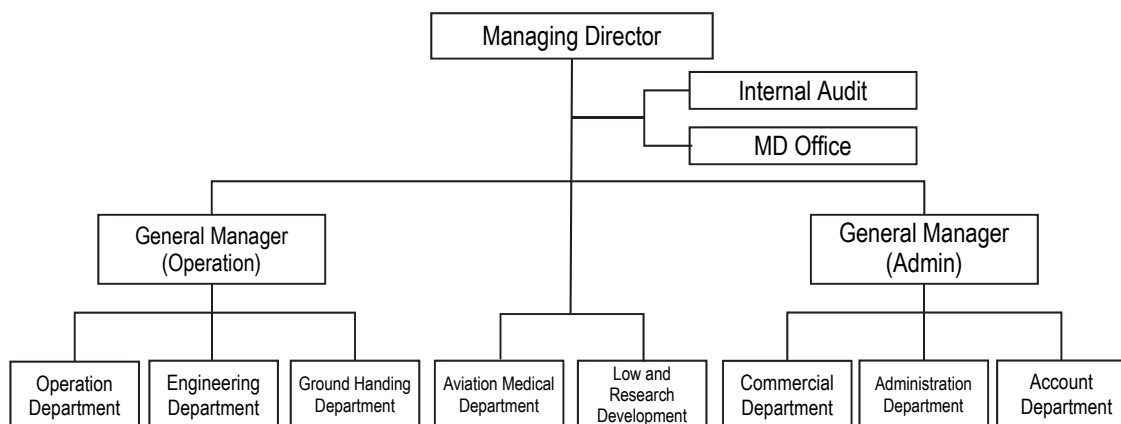 Managing Director
Internal Audit
MD Office
General Manager
(Operation)
General Manager
(Admin)
Operation
Department
Engineering
Department
Ground Handing
Department
Aviation Medical
Department
Low and
Research
Development
Commercial
Department
Administration
Department
Account
Department